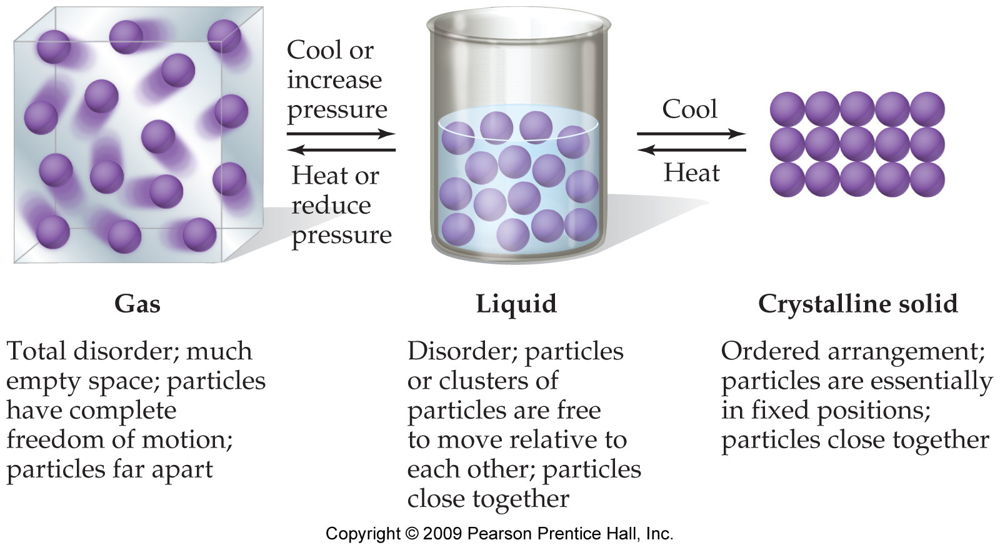 Cool or
increase
pressure
Heat or
reduce
pressure
Cool
Heat
Gas
Total disorder; much
empty space; particles
have complete
freedom of motion;
particles far apart
Liquid
Disorder; particles
or clusters of
particles are free
to move relative to
each other; particles
close together
Crystalline solid
Ordered arrangement;
particles are essentially
in fixed positions;
particles close together
Copyright © 2009 Pearson Prentice Hall, Inc.